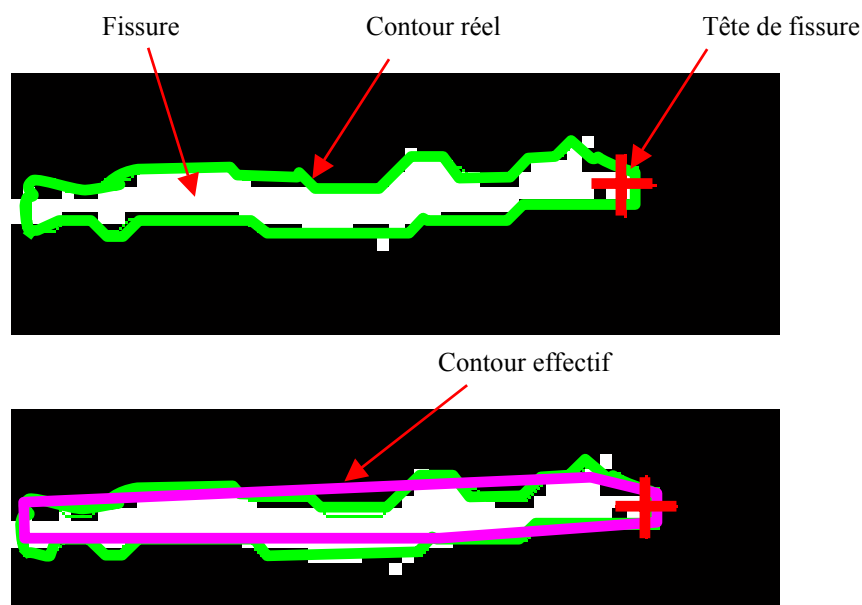 Fissure
Contour réel
Tête de fissure
Contour effectif